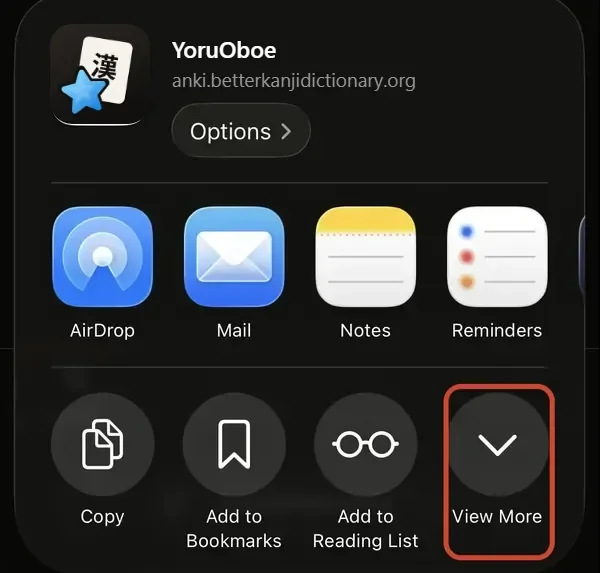 漢
YoruOboe
anki.betterkanjidictionary.org
Options
AirDrop
Mail
Notes
Reminders
Copy
Add to
Bookmarks
Add to
Reading List
View More